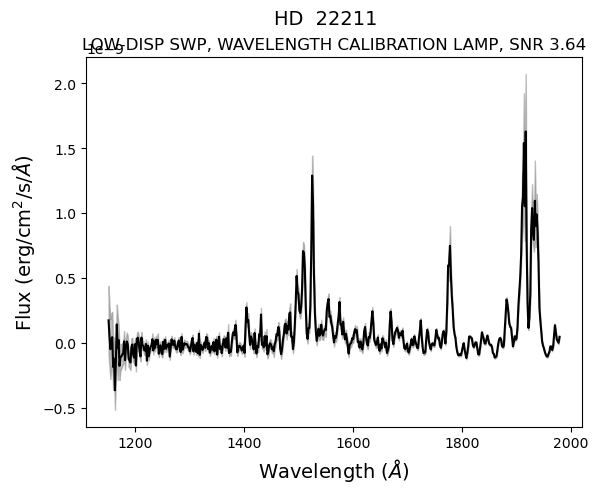 HD  22211
LOW-DISP SWP, WAVELENGTH CALIBRATION LAMP, SNR 3.64
1e−9
2.0
1.5
1.0
0.5
0.0
−0.5
Flux (erg/cm²/s/Å)
1200 1400 1600 1800 2000
Wavelength (Å)